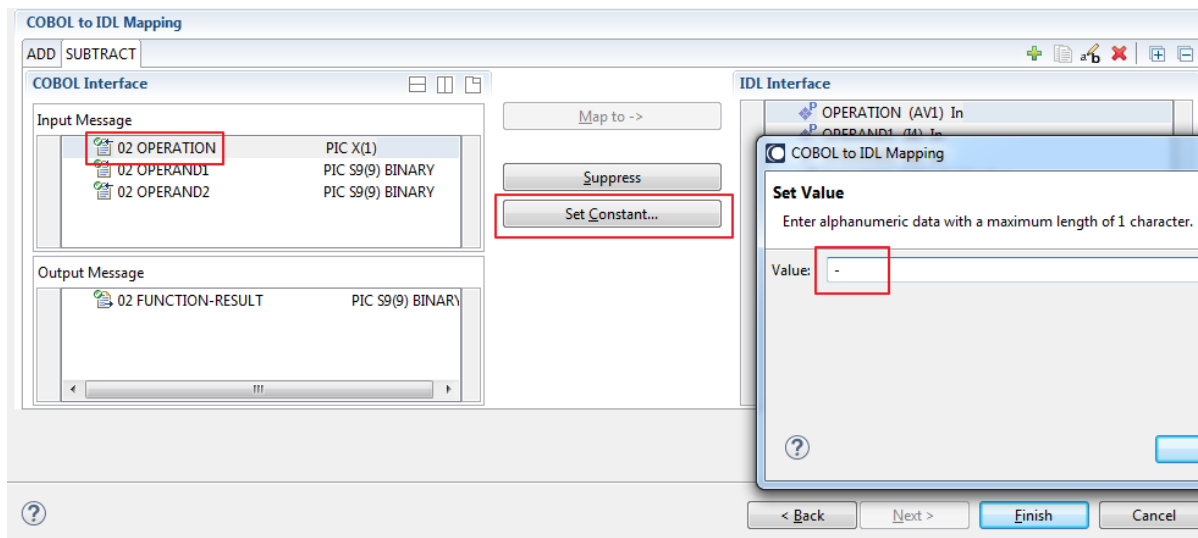 COBOL to IDL Mapping
ADD SUBTRACT
COBOL Interface
Input Message
02 OPERATION PIC X(1)
02 OPERAND1 PIC S9(9) BINARY
02 OPERAND2 PIC S9(9) BINARY
Output Message
02 FUNCTION-RESULT PIC S9(9) BINARY
Map to ->
Suppress
Set Constant...
IDL Interface
OPERATION (AV1) In
OPERAND1 (I4) In
COBOL to IDL Mapping
Set Value
Enter alphanumeric data with a maximum length of 1 character.
Value: -
< Back Next > Finish Cancel